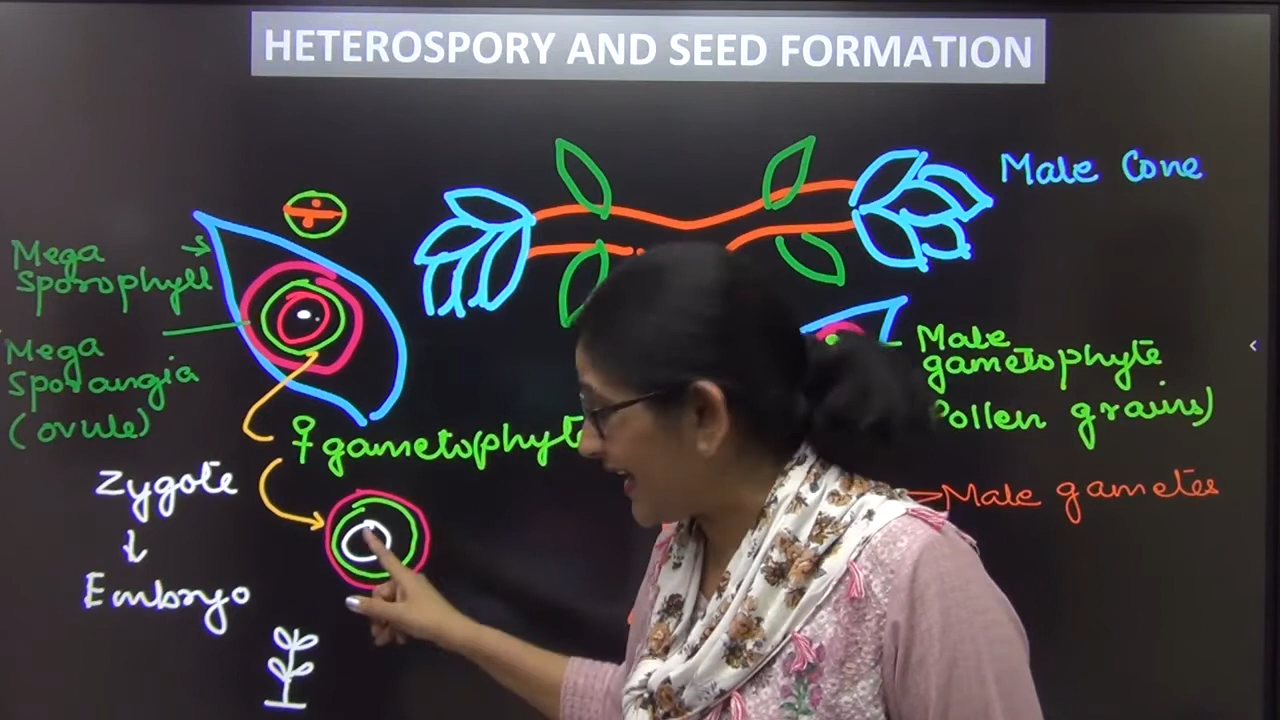 HETEROSPORY AND SEED FORMATION
Male Cone
Mega
Sporophyll
Mega
Sporangia
(ovule)
Male
gametophyte
Pollen grains)
♀ gametophyt
Zygote
↓
Embryo
Male gametes